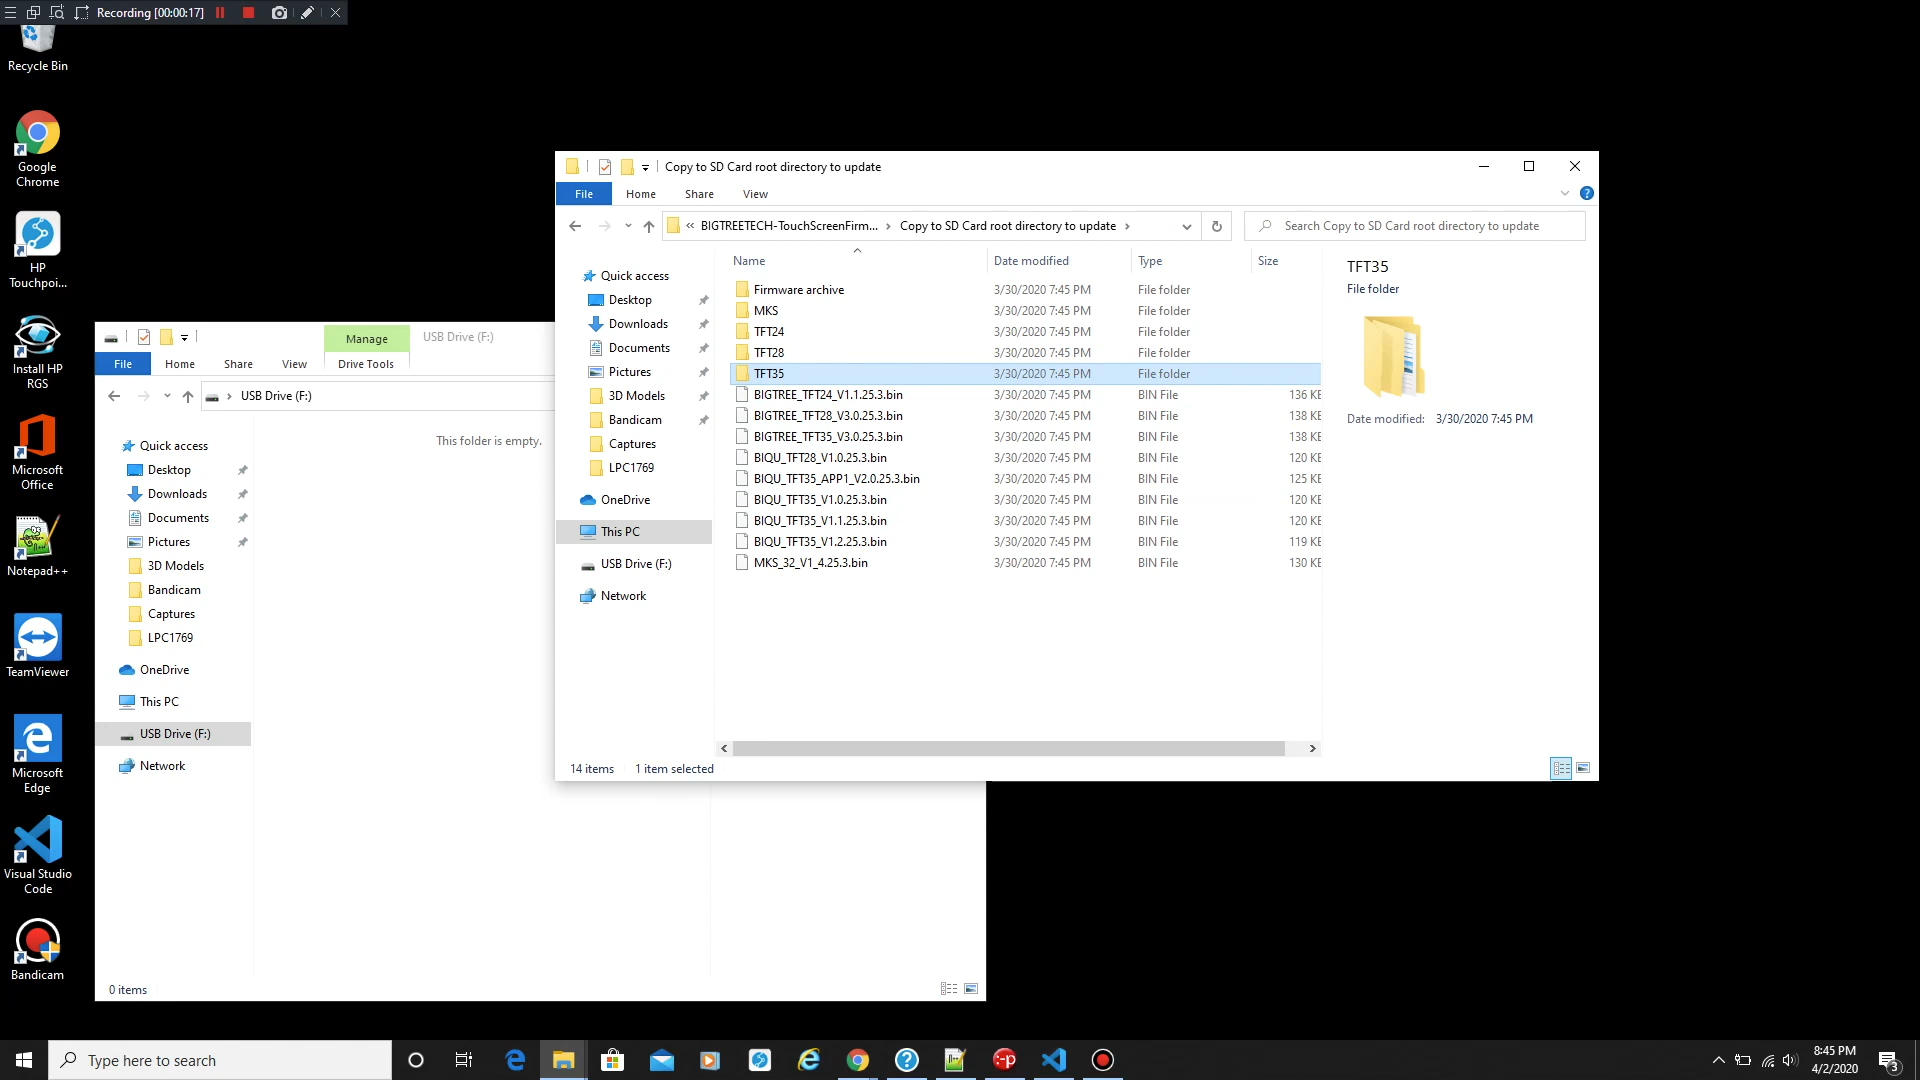 Recording [00:00:17]
Recycle Bin
Google
Chrome
HP
Touchpoi...
Install HP
RGS
Microsoft
Office
Notepad++
TeamViewer
Microsoft
Edge
Visual Studio
Code
Bandicam
Manage
USB Drive (F:)
File
Home
Share
View
Drive Tools
USB Drive (F:)
Quick access
Desktop
Downloads
Documents
Pictures
3D Models
Bandicam
Captures
LPC1769
OneDrive
This PC
USB Drive (F:)
Network
This folder is empty.
0 items
Copy to SD Card root directory to update
File
Home
Share
View
« BIGTREETECH-TouchScreenFirm... › Copy to SD Card root directory to update ›
Search Copy to SD Card root directory to update
Quick access
Desktop
Downloads
Documents
Pictures
3D Models
Bandicam
Captures
LPC1769
OneDrive
This PC
USB Drive (F:)
Network
Name Date modified Type Size
Firmware archive 3/30/2020 7:45 PM File folder
MKS 3/30/2020 7:45 PM File folder
TFT24 3/30/2020 7:45 PM File folder
TFT28 3/30/2020 7:45 PM File folder
TFT35 3/30/2020 7:45 PM File folder
BIGTREE_TFT24_V1.1.25.3.bin 3/30/2020 7:45 PM BIN File 136 KB
BIGTREE_TFT28_V3.0.25.3.bin 3/30/2020 7:45 PM BIN File 138 KB
BIGTREE_TFT35_V3.0.25.3.bin 3/30/2020 7:45 PM BIN File 138 KB
BIQU_TFT28_V1.0.25.3.bin 3/30/2020 7:45 PM BIN File 120 KB
BIQU_TFT35_APP1_V2.0.25.3.bin 3/30/2020 7:45 PM BIN File 125 KB
BIQU_TFT35_V1.0.25.3.bin 3/30/2020 7:45 PM BIN File 120 KB
BIQU_TFT35_V1.1.25.3.bin 3/30/2020 7:45 PM BIN File 120 KB
BIQU_TFT35_V1.2.25.3.bin 3/30/2020 7:45 PM BIN File 119 KB
MKS_32_V1_4.25.3.bin 3/30/2020 7:45 PM BIN File 130 KB
TFT35
File folder
Date modified: 3/30/2020 7:45 PM
14 items 1 item selected
Type here to search
8:45 PM
4/2/2020
3